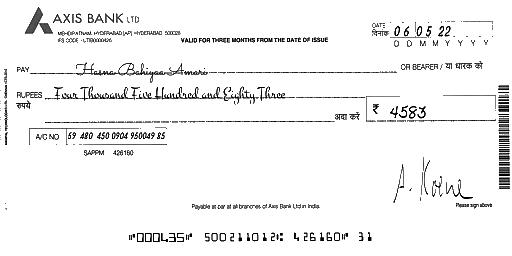 AXIS BANK LTD
MEHDIPATNAM, HYDERABAD [AP] HYDERABAD 500028
IFS CODE - UTIB0000426
VALID FOR THREE MONTHS FROM THE DATE OF ISSUE
DATE
दिनांक 06 05 22
D D M M Y Y Y Y
PAY Hasna Bahiyaa Amari OR BEARER / या धारक को
RUPEES Four Thousand Five Hundred and Eighty Three
रुपये अदा करें ₹ 4583
A/C NO 59 480 450 0904 950049 85
SAPPM 426160
A. Koene
Payable at par at all branches of Axis Bank Ltd in India.
Please sign above
⑈000435⑈ 500211012⑆ 426160⑈ 31